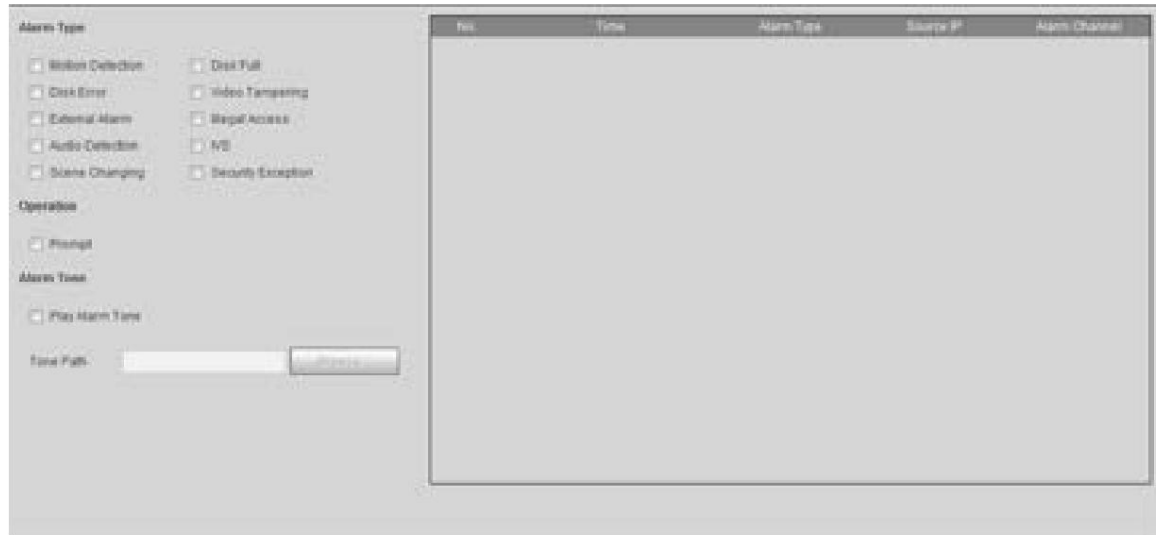 Alarm Type
Motion Detection Disk Full
Disk Error Video Tampering
External Alarm Illegal Access
Audio Detection IVS
Scene Changing Security Exception
Operation
Prompt
Alarm Tone
Play Alarm Tone
Tone Path Browse...
No. Time Alarm Type Source IP Alarm Channel